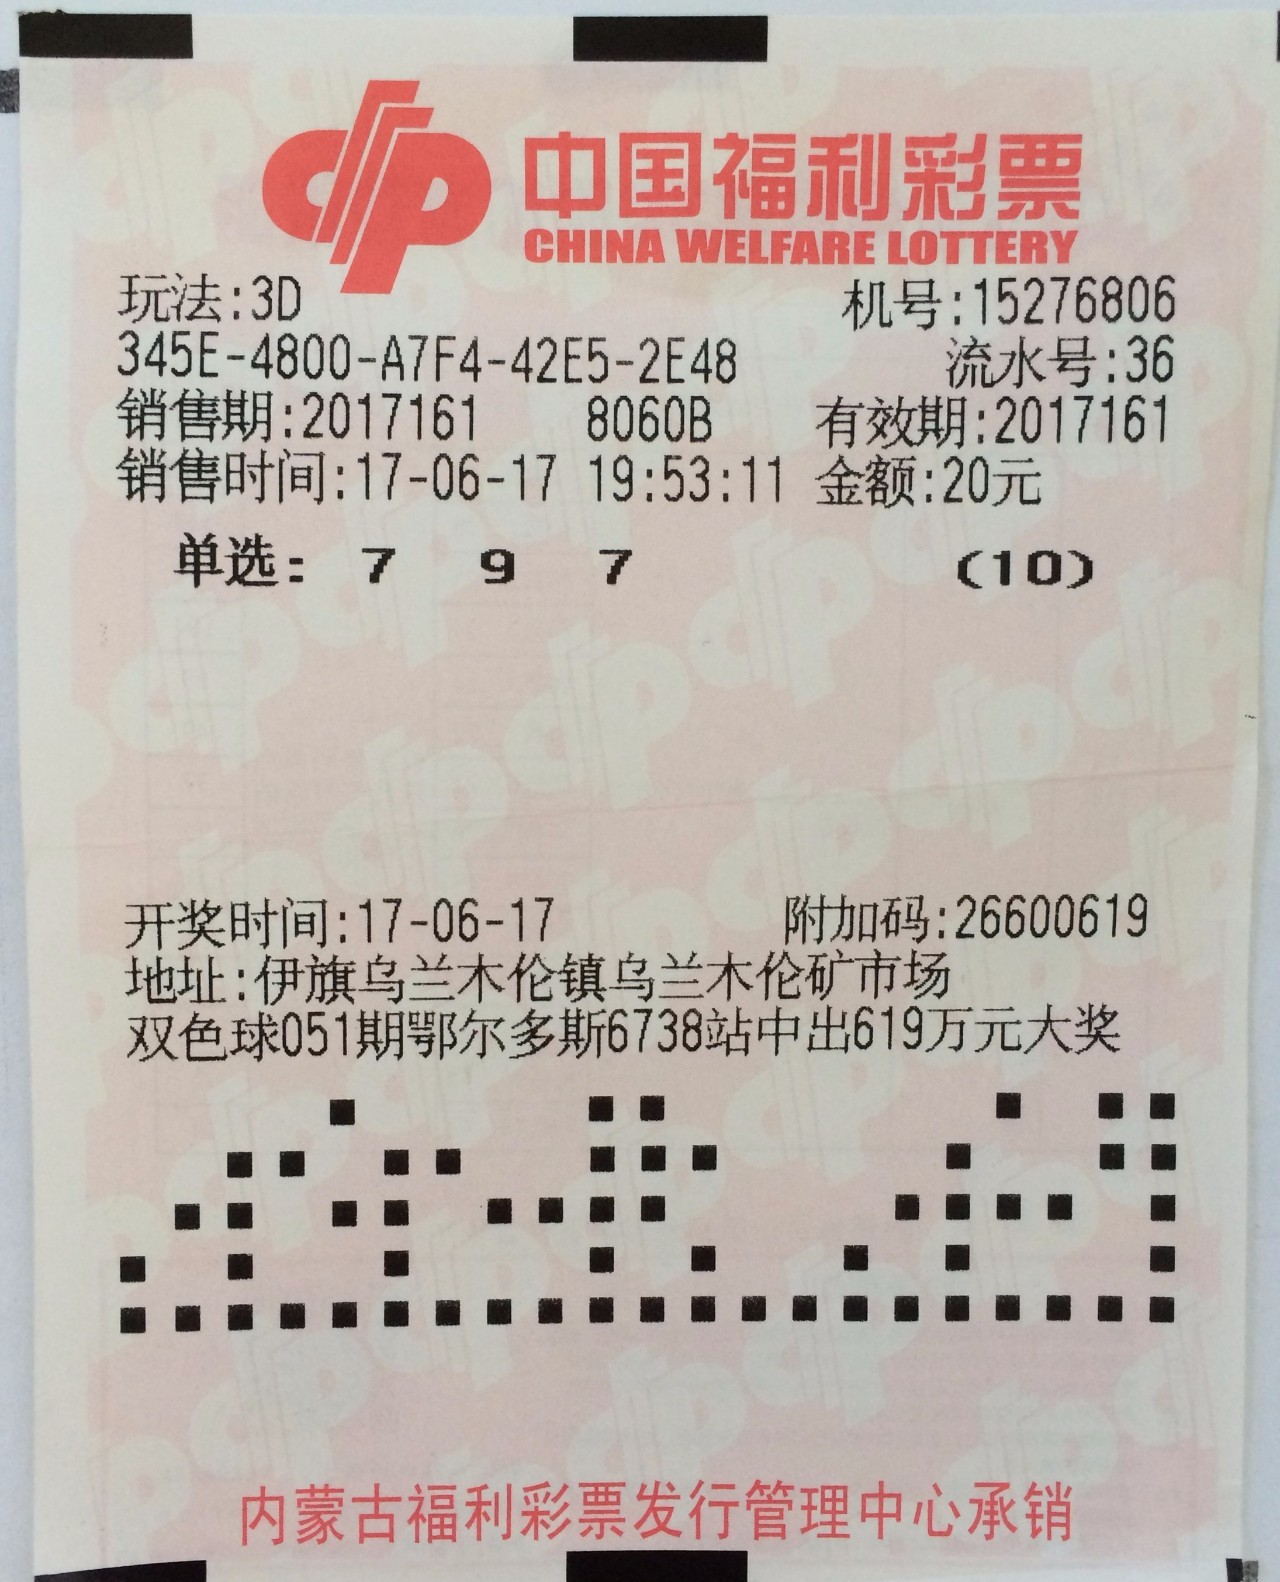 中国福利彩票
CHINA WELFARE LOTTERY
玩法:3D 机号:15276806
345E-4800-A7F4-42E5-2E48 流水号:36
销售期:2017161 8060B 有效期:2017161
销售时间:17-06-17 19:53:11 金额:20元
单选: 7 9 7 (10)
开奖时间:17-06-17 附加码:26600619
地址:伊旗乌兰木伦镇乌兰木伦矿市场
双色球051期鄂尔多斯6738站中出619万元大奖
内蒙古福利彩票发行管理中心承销